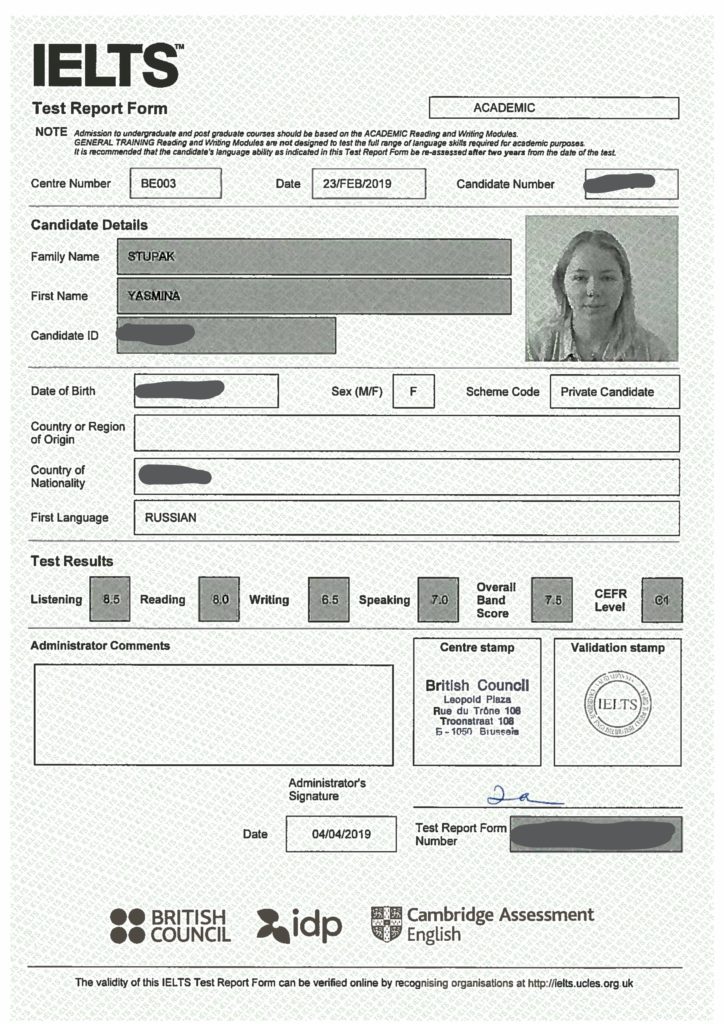 IELTS™
Test Report Form
ACADEMIC
NOTE Admission to undergraduate and post graduate courses should be based on the ACADEMIC Reading and Writing Modules.
GENERAL TRAINING Reading and Writing Modules are not designed to test the full range of language skills required for academic purposes.
It is recommended that the candidate's language ability as indicated in this Test Report Form be re-assessed after two years from the date of the test.
Centre Number BE003 Date 23/FEB/2019 Candidate Number
Candidate Details
Family Name STUPAK
First Name YASMINA
Candidate ID
Date of Birth Sex (M/F) F Scheme Code Private Candidate
Country or Region
of Origin
Country of
Nationality
First Language RUSSIAN
Test Results
Listening 8.5 Reading 8.0 Writing 6.5 Speaking 7.0 Overall Band Score 7.5 CEFR Level C1
Administrator Comments
Centre stamp
British Council
Leopold Plaza
Rue du Trône 108
Troonstraat 108
Б - 1050 Brussels
Validation stamp
IELTS
Administrator's
Signature
Date 04/04/2019
Test Report Form
Number
BRITISH
COUNCIL
idp
Cambridge Assessment
English
The validity of this IELTS Test Report Form can be verified online by recognising organisations at http://ielts.ucles.org.uk